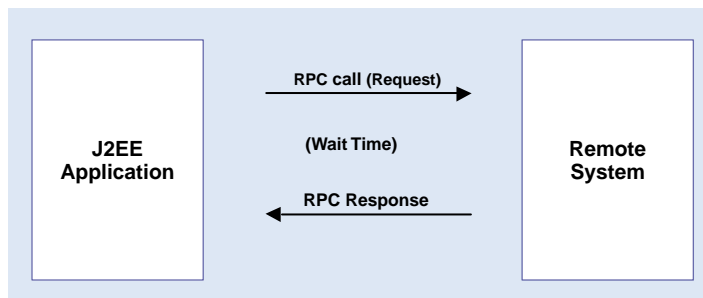 J2EE
Application
RPC call (Request)
(Wait Time)
RPC Response
Remote
System